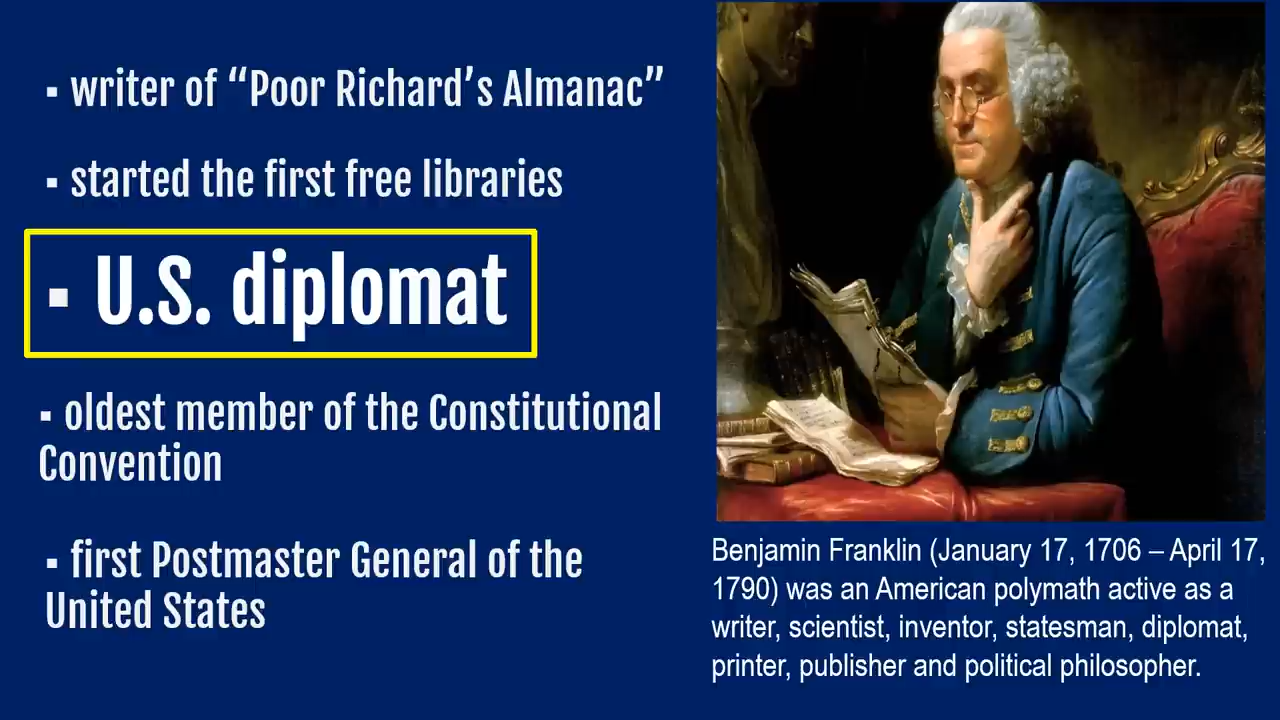 ▪ writer of “Poor Richard’s Almanac”
▪ started the first free libraries
▪ U.S. diplomat
▪ oldest member of the Constitutional
Convention
▪ first Postmaster General of the
United States
Benjamin Franklin (January 17, 1706 – April 17,
1790) was an American polymath active as a
writer, scientist, inventor, statesman, diplomat,
printer, publisher and political philosopher.